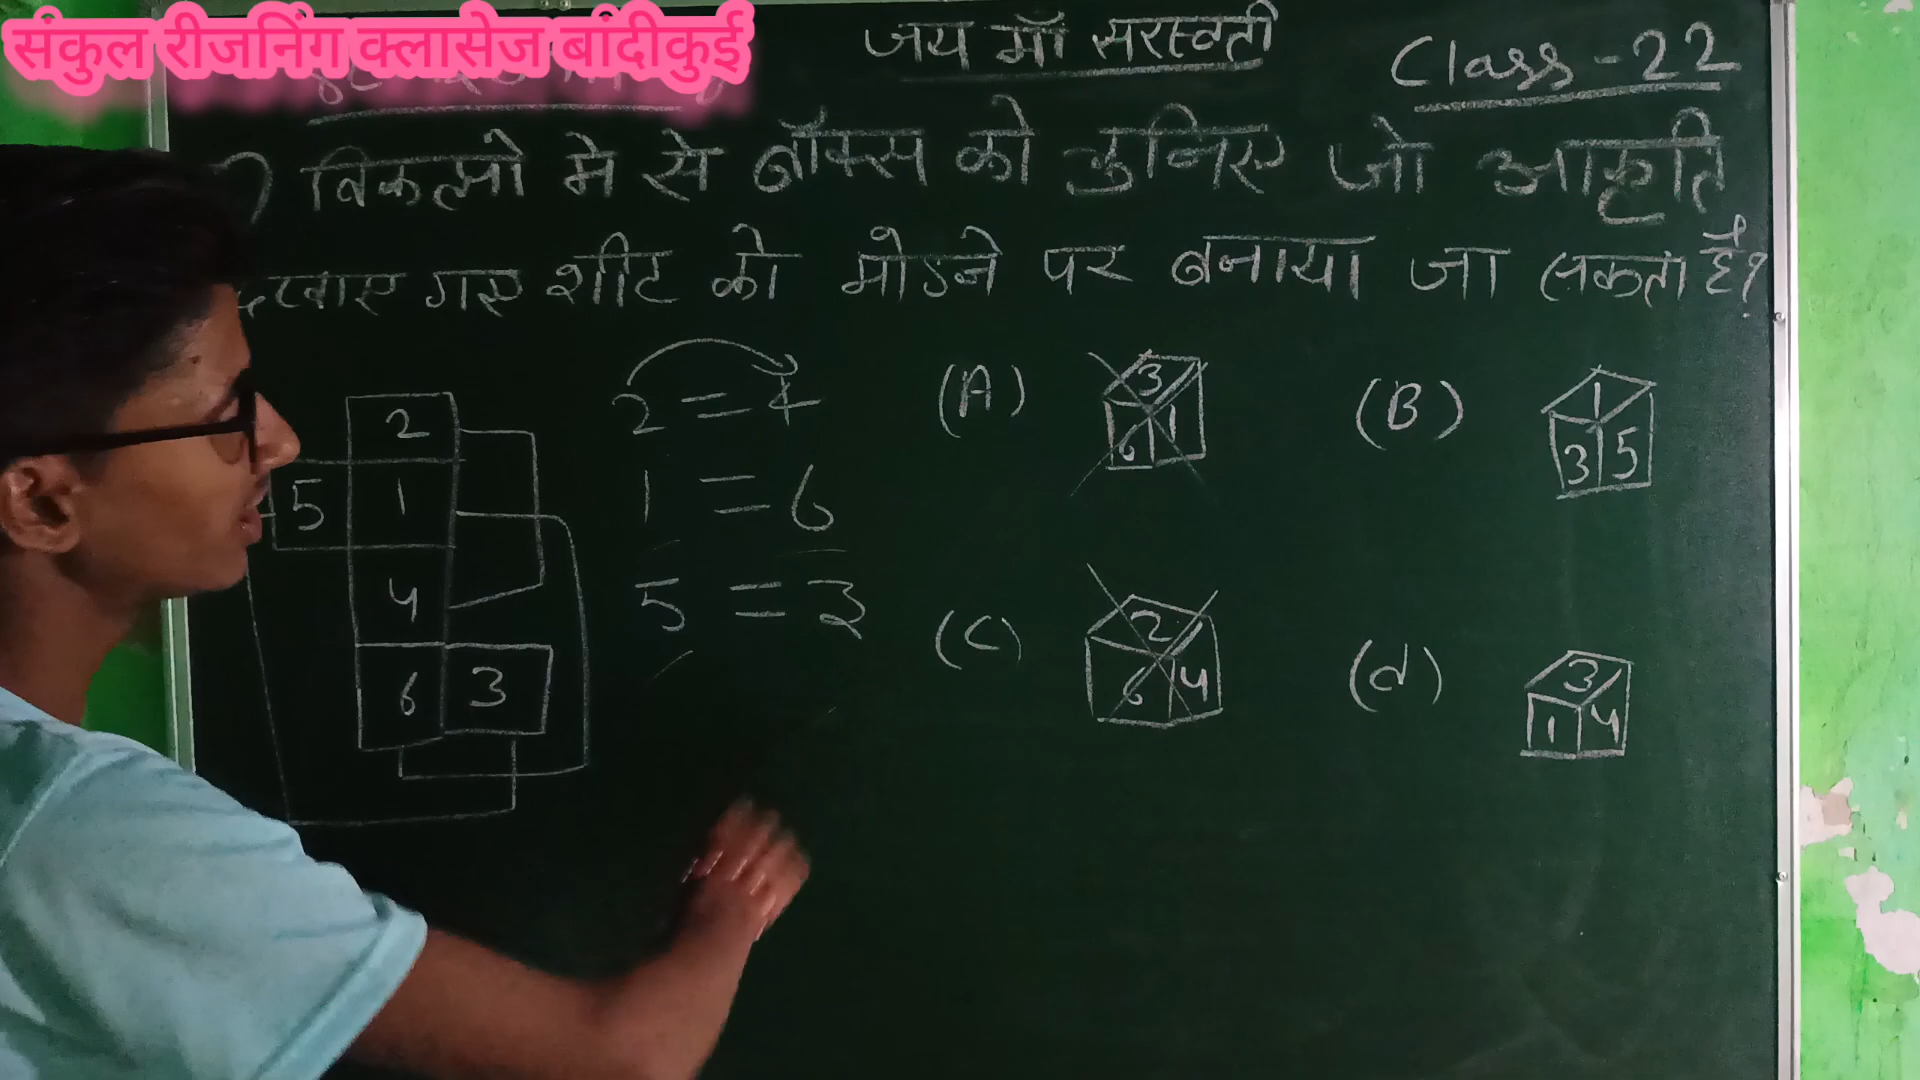 संकुल रीजनिंग क्लासेज बांदीकुई
जय माँ सरस्वती
Class-22
विकल्पो मे से बॉक्स को चुनिए जो आकृति
गए शीट को मोडने पर बनाया जा सकता है?
2
5 1
4
6 3
2 = 4
1 = 6
5 = 3
(A) 3 6 1
(B) 1 3 5
(C) 2 6 4
(d) 3 1 4